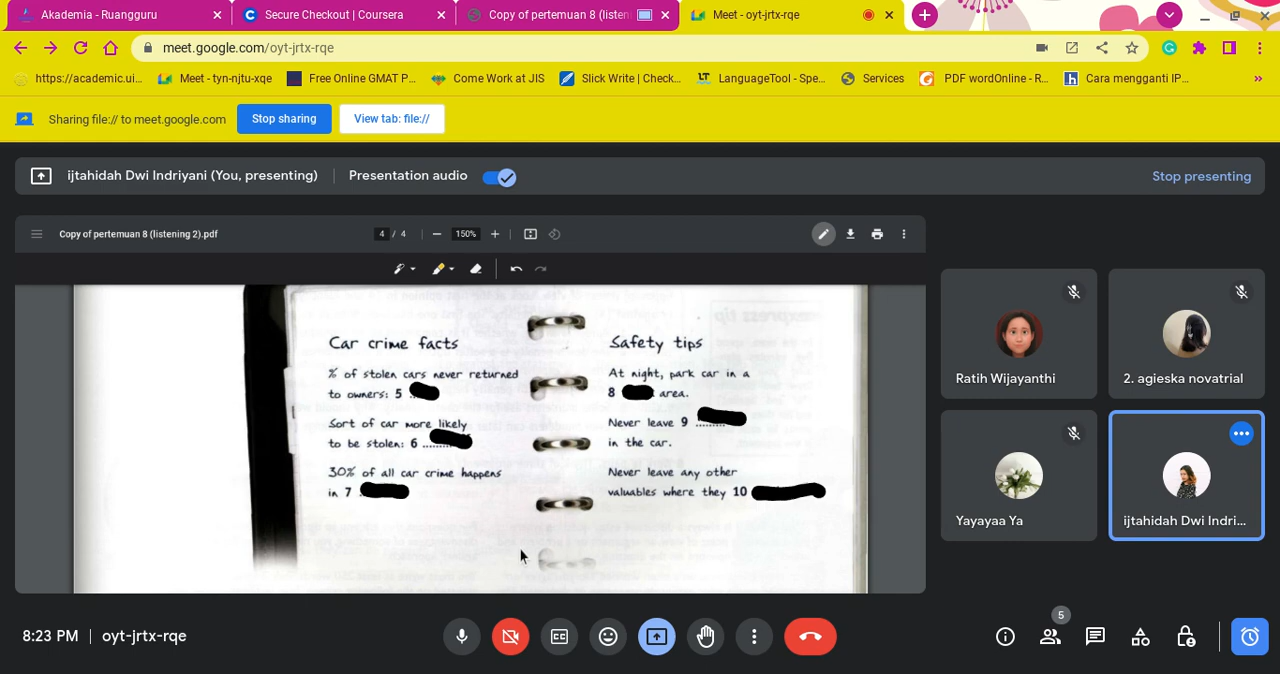 Akademia - Ruangguru
Secure Checkout | Coursera
Copy of pertemuan 8 (listen
Meet - oyt-jrtx-rqe
meet.google.com/oyt-jrtx-rqe
https://academic.ui...
Meet - tyn-njtu-xqe
Free Online GMAT P...
Come Work at JIS
Slick Write | Check...
LanguageTool - Spe...
Services
PDF wordOnline - R...
Cara mengganti IP...
Sharing file:// to meet.google.com
Stop sharing
View tab: file://
ijtahidah Dwi Indriyani (You, presenting)
Presentation audio
Stop presenting
Copy of pertemuan 8 (listening 2).pdf
4 / 4
150%
Car crime facts
% of stolen cars never returned
to owners: 5
Sort of car more likely
to be stolen: 6 ........
30% of all car crime happens
in 7
Safety tips
At night, park car in a
8 area.
Never leave 9 ........
in the car.
Never leave any other
valuables where they 10
Ratih Wijayanthi
2. agieska novatrial
Yayayaa Ya
ijtahidah Dwi Indri...
8:23 PM | oyt-jrtx-rqe
5